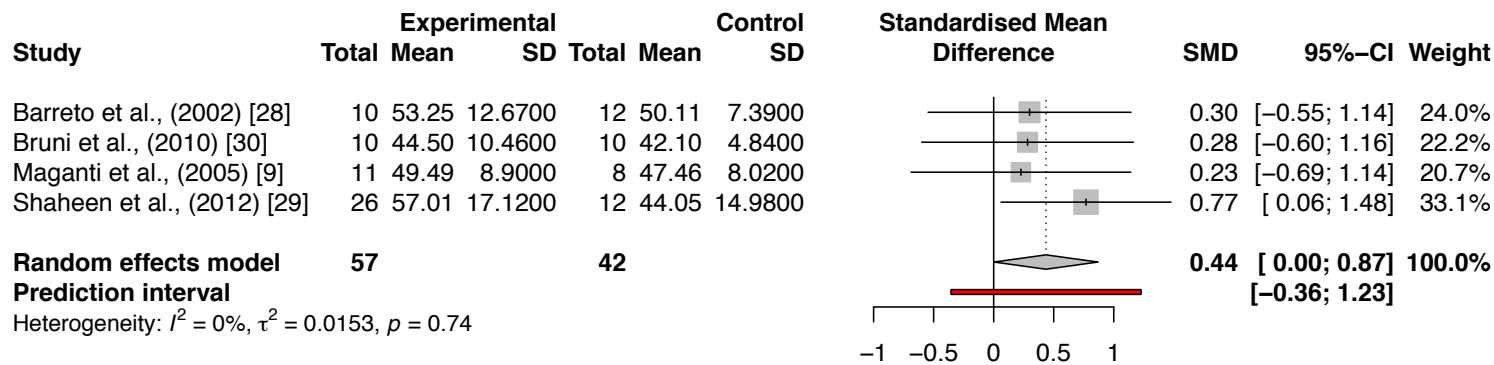 Experimental Control Standardised Mean
Study Total Mean SD Total Mean SD Difference SMD 95%−CI Weight
Barreto et al., (2002) [28] 10 53.25 12.6700 12 50.11 7.3900 0.30 [−0.55; 1.14] 24.0%
Bruni et al., (2010) [30] 10 44.50 10.4600 10 42.10 4.8400 0.28 [−0.60; 1.16] 22.2%
Maganti et al., (2005) [9] 11 49.49 8.9000 8 47.46 8.0200 0.23 [−0.69; 1.14] 20.7%
Shaheen et al., (2012) [29] 26 57.01 17.1200 12 44.05 14.9800 0.77 [ 0.06; 1.48] 33.1%
Random effects model 57 42 0.44 [ 0.00; 0.87] 100.0%
Prediction interval [−0.36; 1.23]
Heterogeneity: I² = 0%, τ² = 0.0153, p = 0.74
−1 −0.5 0 0.5 1